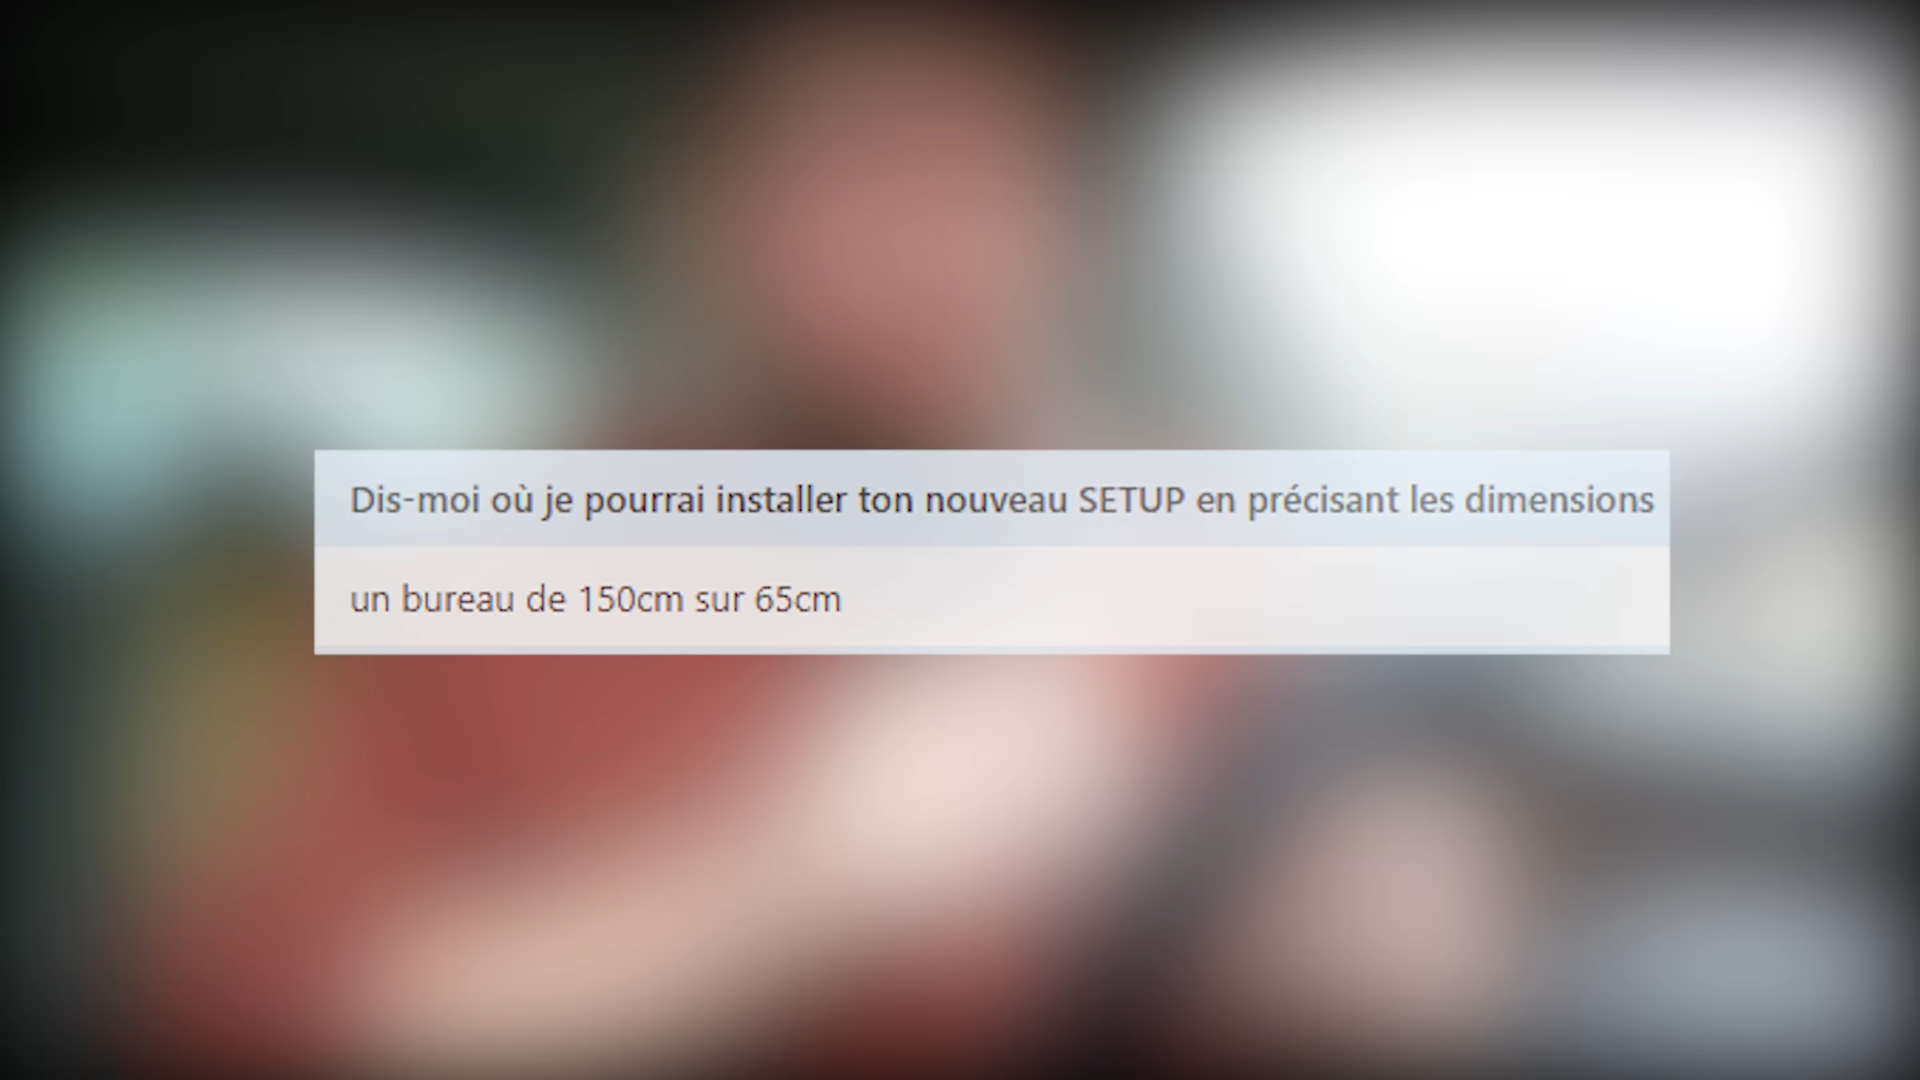 Dis-moi où je pourrai installer ton nouveau SETUP en précisant les dimensions
un bureau de 150cm sur 65cm